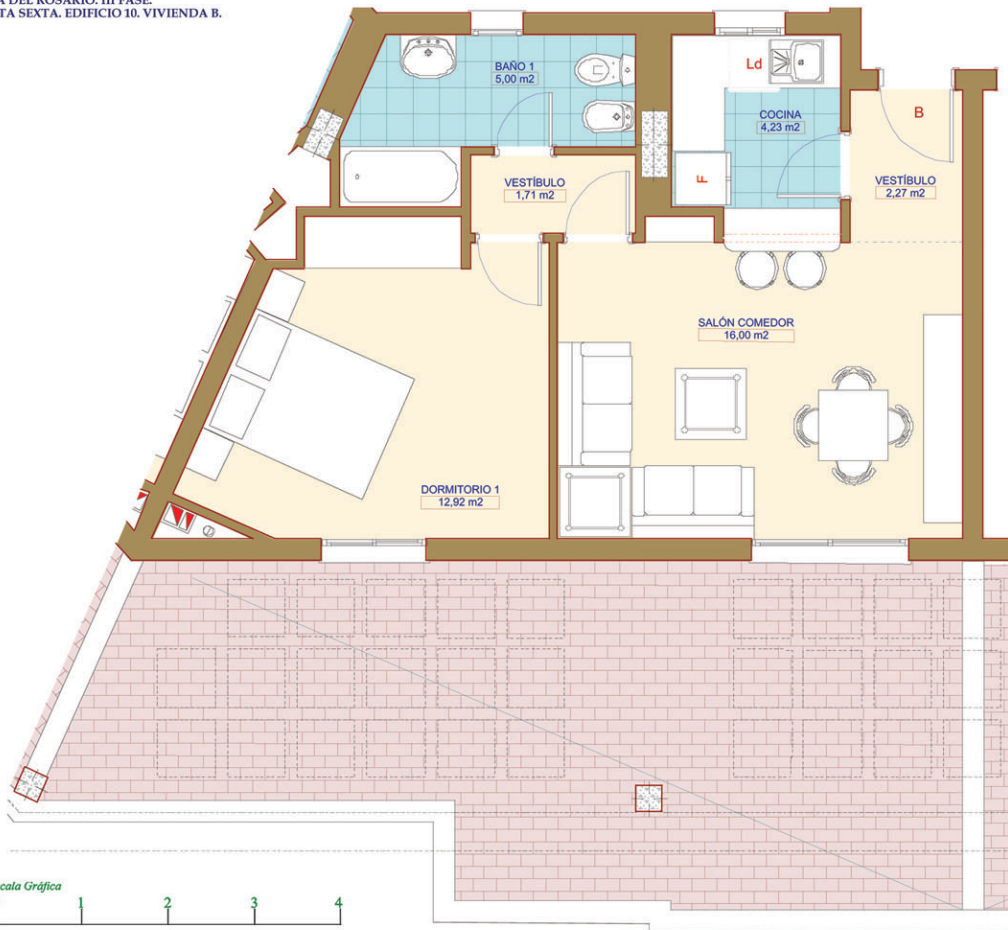 DEL ROSARIO. III FASE.
SEXTA. EDIFICIO 10. VIVIENDA B.
BAÑO 1
5,00 m2
Ld
COCINA
4,23 m2
B
F
VESTÍBULO
1,71 m2
VESTÍBULO
2,27 m2
SALÓN COMEDOR
16,00 m2
DORMITORIO 1
12,92 m2
Gráfica
1 2 3 4